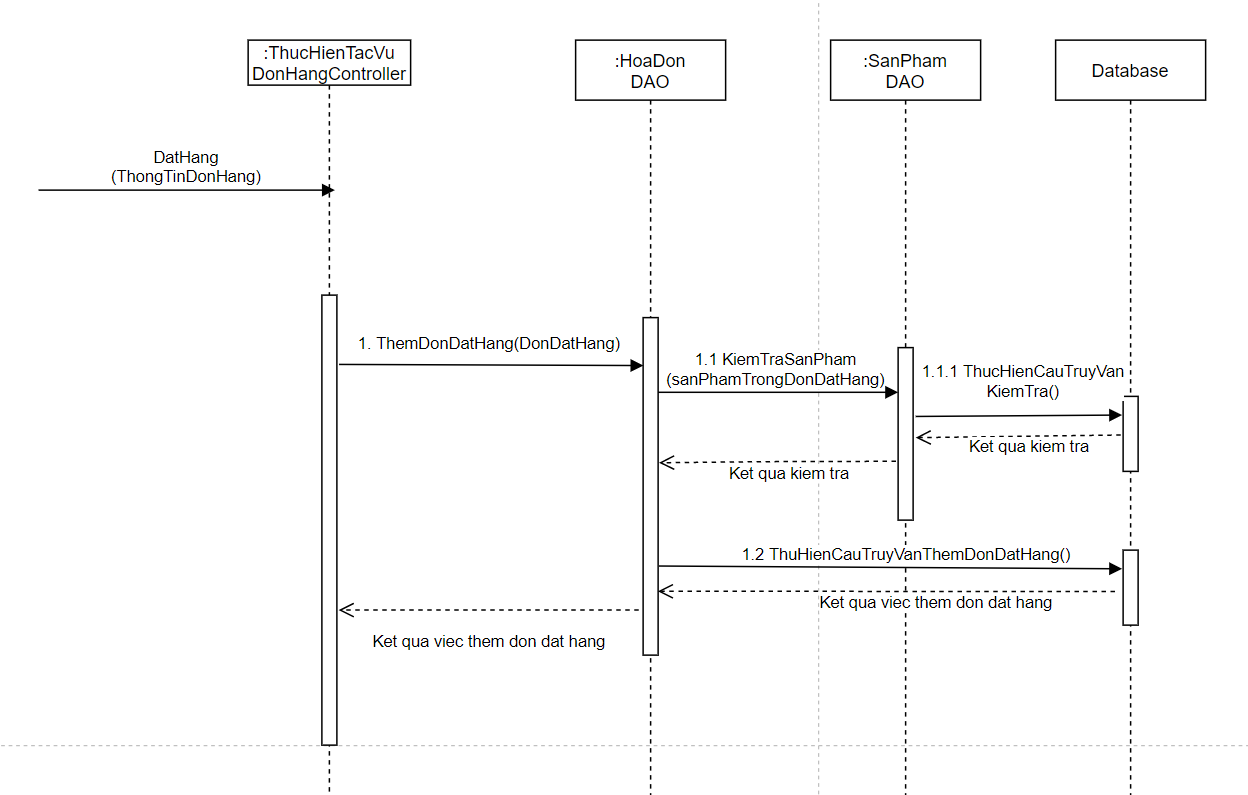 :ThucHienTacVu
DonHangController
:HoaDon
DAO
:SanPham
DAO
Database
DatHang
(ThongTinDonHang)
1. ThemDonDatHang(DonDatHang)
1.1 KiemTraSanPham
(sanPhamTrongDonDatHang)
1.1.1 ThucHienCauTruyVan
KiemTra()
Ket qua kiem tra
Ket qua kiem tra
1.2 ThuHienCauTruyVanThemDonDatHang()
Ket qua viec them don dat hang
Ket qua viec them don dat hang